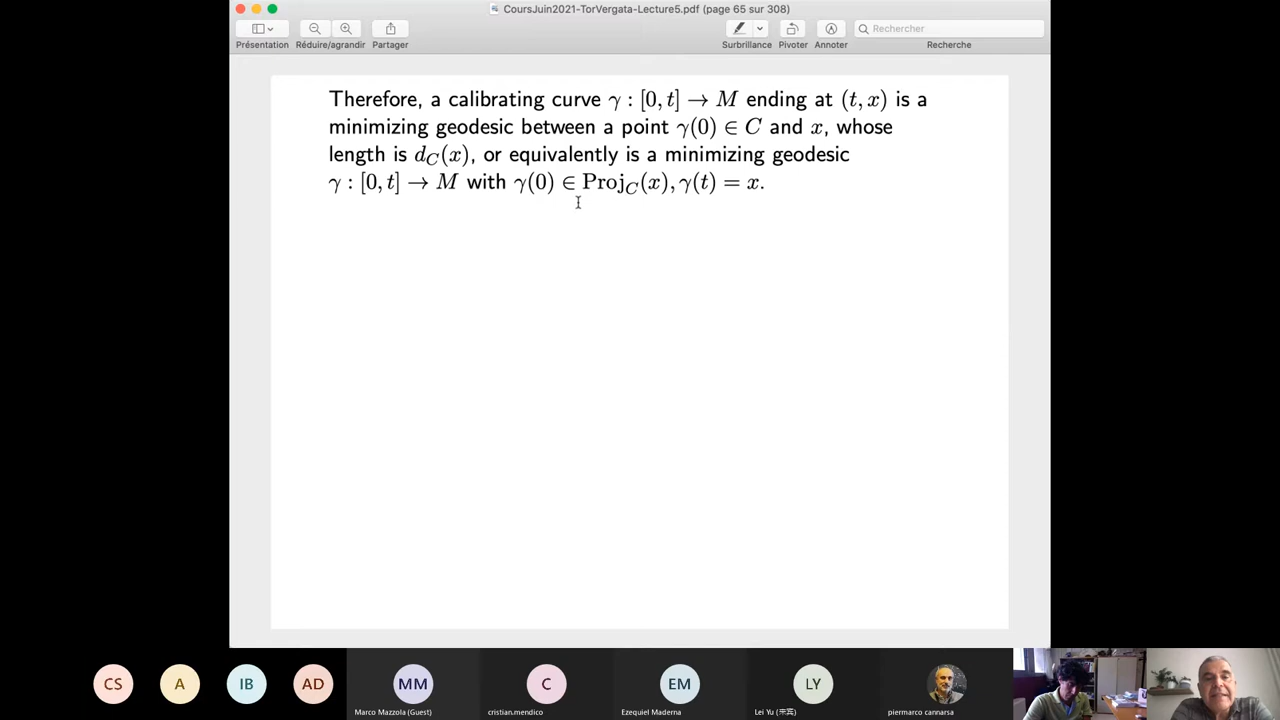 CoursJuin2021-TorVergata-Lecture5.pdf (page 65 sur 308)
Présentation Réduire/agrandir Partager Surbrillance Pivoter Annoter Rechercher Recherche
Therefore, a calibrating curve γ : [0, t] → M ending at (t, x) is a
minimizing geodesic between a point γ(0) ∈ C and x, whose
length is d_C(x), or equivalently is a minimizing geodesic
γ : [0, t] → M with γ(0) ∈ Proj_C(x), γ(t) = x.
CS A IB AD MM C EM LY
Marco Mazzola (Guest) cristian.mendico Ezequiel Maderna Lei Yu (宋宾) piermarco cannarsa